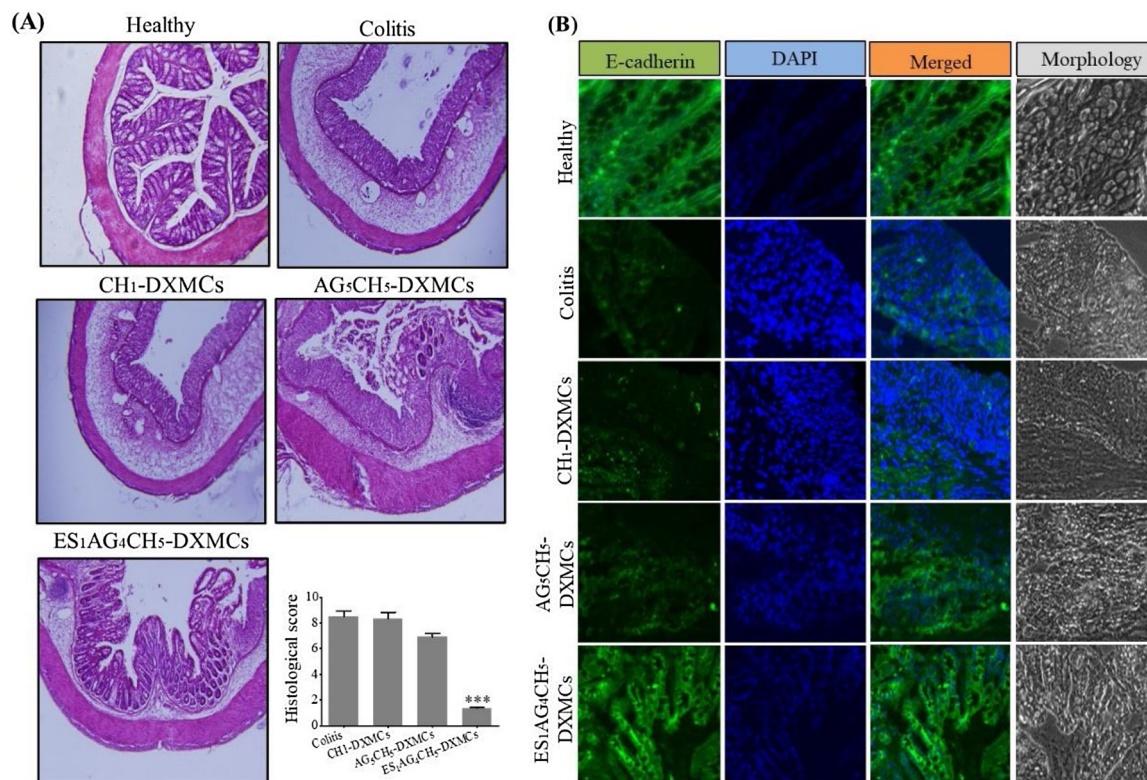 (A)
Healthy
Colitis
CH1-DXMCs
AG5CH5-DXMCs
ES1AG4CH5-DXMCs
Histological score
10
8
6
4
2
0
***
Colitis
CH1-DXMCs
AG5CH5-DXMCs
ES1AG4CH5-DXMCs
(B)
E-cadherin
DAPI
Merged
Morphology
Healthy
Colitis
CH1-DXMCs
AG5CH5-
DXMCs
ES1AG4CH5-
DXMCs